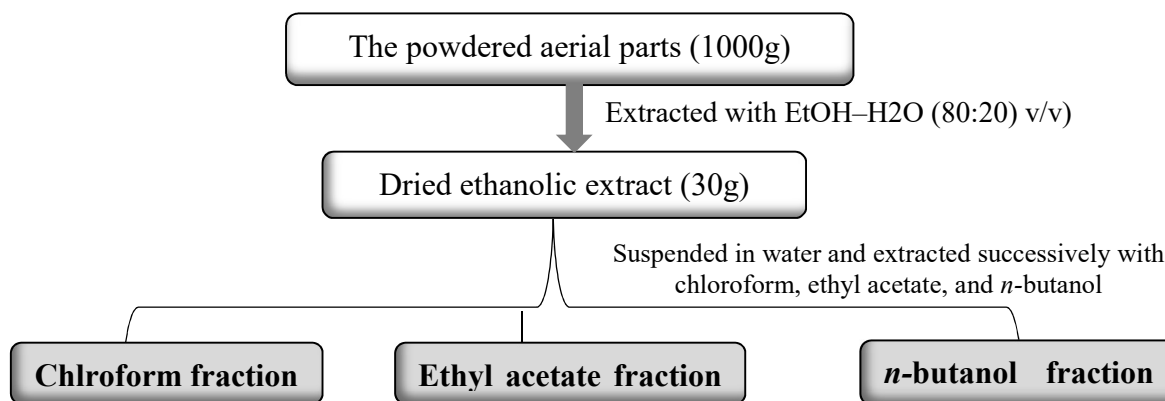 The powdered aerial parts (1000g)
Extracted with EtOH–H2O (80:20) v/v)
Dried ethanolic extract (30g)
Suspended in water and extracted successively with
chloroform, ethyl acetate, and n-butanol
Chlroform fraction
Ethyl acetate fraction
n-butanol fraction